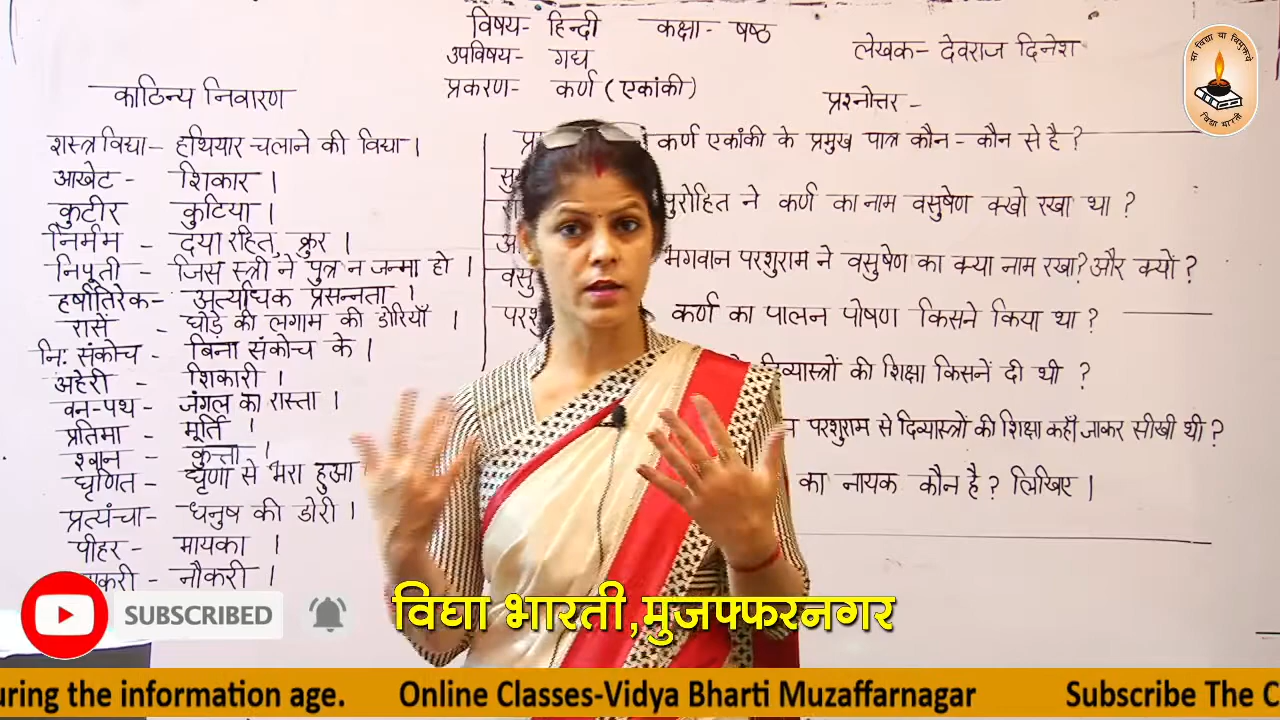 विषय- हिन्दी कक्षा- षष्ठ
उपविषय- गद्य
लेखक- देवराज दिनेश
प्रकरण- कर्ण (एकांकी)
काठिन्य निवारण
शस्त्रविद्या- हथियार चलाने की विद्या।
आखेट- शिकार।
कुटीर कुटिया।
निर्मम - दया रहित, क्रुर।
निपूती - जिस स्त्री ने पुत्र न जन्मा हो।
हर्षातिरेक- अत्यधिक प्रसन्नता।
रासें - घोड़े की लगाम की डोरियाँ।
नि: संकोच - बिना संकोच के।
अहेरी - शिकारी।
वन-पथ- जंगल का रास्ता।
प्रतिमा - मूर्ति।
श्वान - कुत्ता।
घृणित- घृणा से भरा हुआ
प्रत्यंचा- धनुष की डोरी।
पीहर- मायका।
नौकरी।
प्रश्नोत्तर -
कर्ण एकांकी के प्रमुख पात्र कौन-कौन से है?
पुरोहित ने कर्ण का नाम वसुषेण क्यो रखा था?
भगवान परशुराम ने वसुषेण का क्या नाम रखा? और क्यों?
कर्ण का पालन पोषण किसने किया था?
दिव्यास्त्रों की शिक्षा किसनें दी थी?
परशुराम से दिव्यास्त्रों की शिक्षा कहाँ जाकर सीखी थी?
का नायक कौन है? लिखिए।
सा विद्या या विमुक्तये
विद्या भारती
SUBSCRIBED
विद्या भारती,मुजफ्फरनगर
uring the information age. Online Classes-Vidya Bharti Muzaffarnagar Subscribe The C